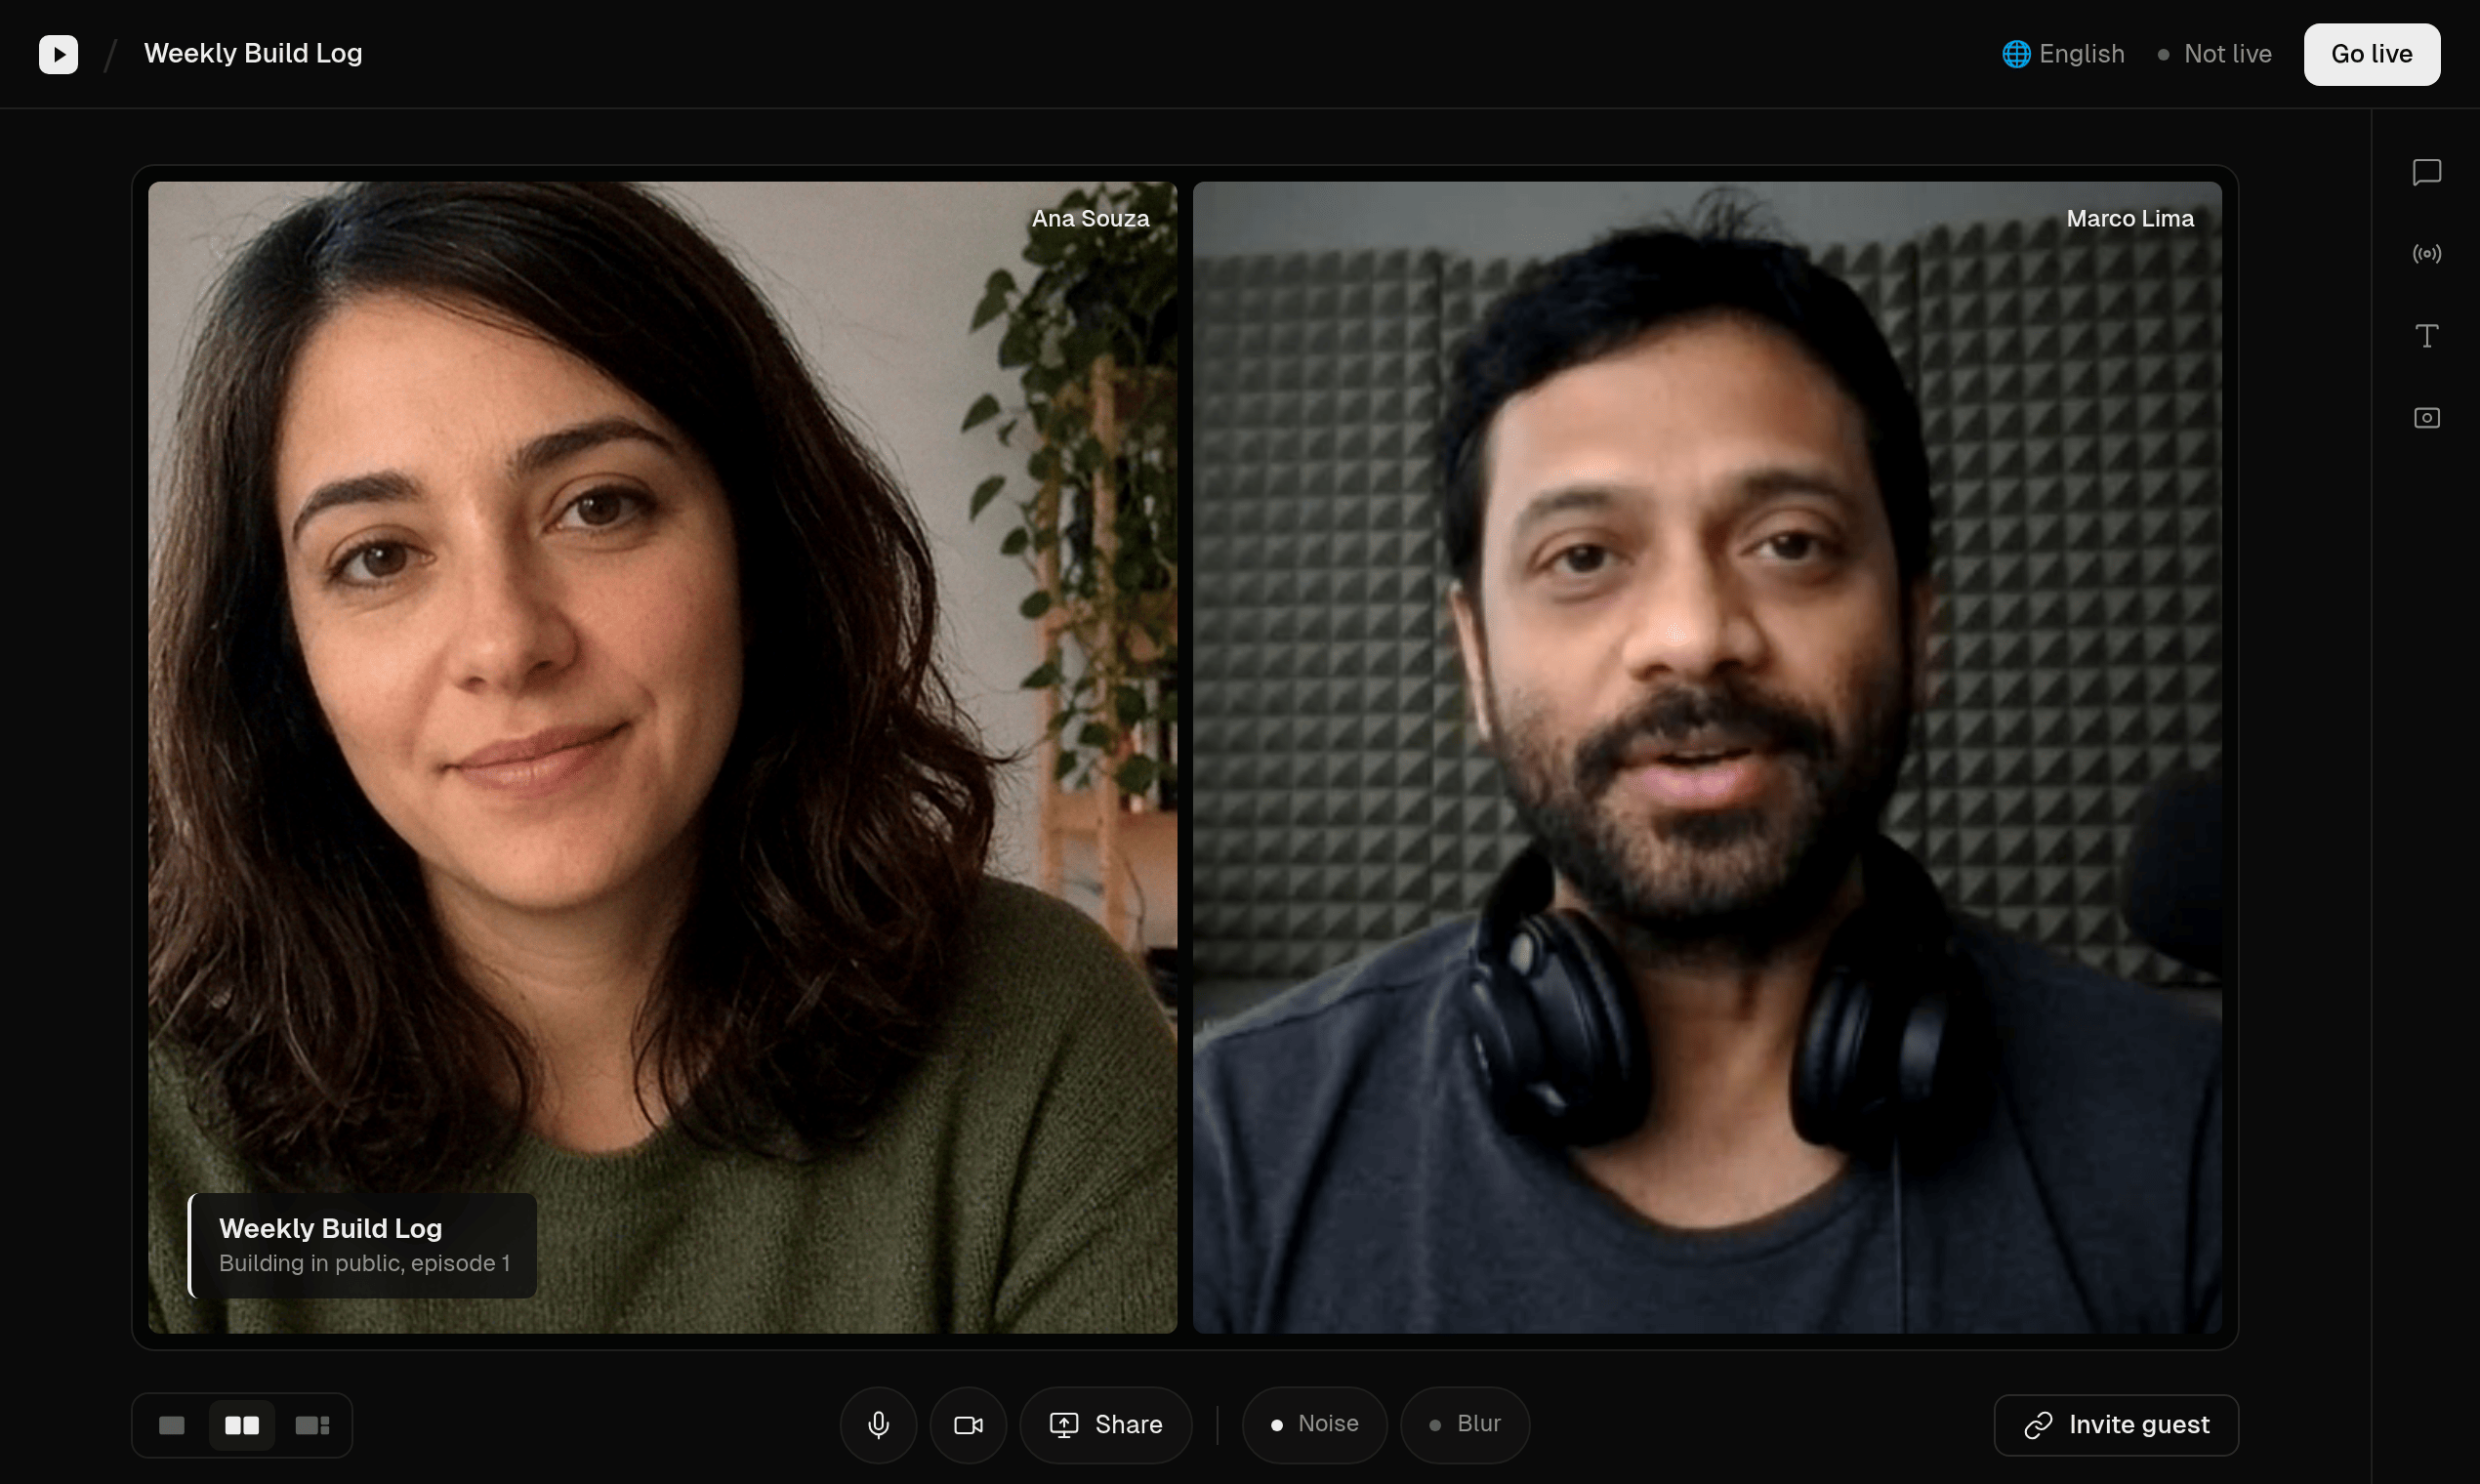 Weekly Build Log
English
Not live
Go live
Ana Souza
Marco Lima
Weekly Build Log
Building in public, episode 1
Share
Noise
Blur
Invite guest